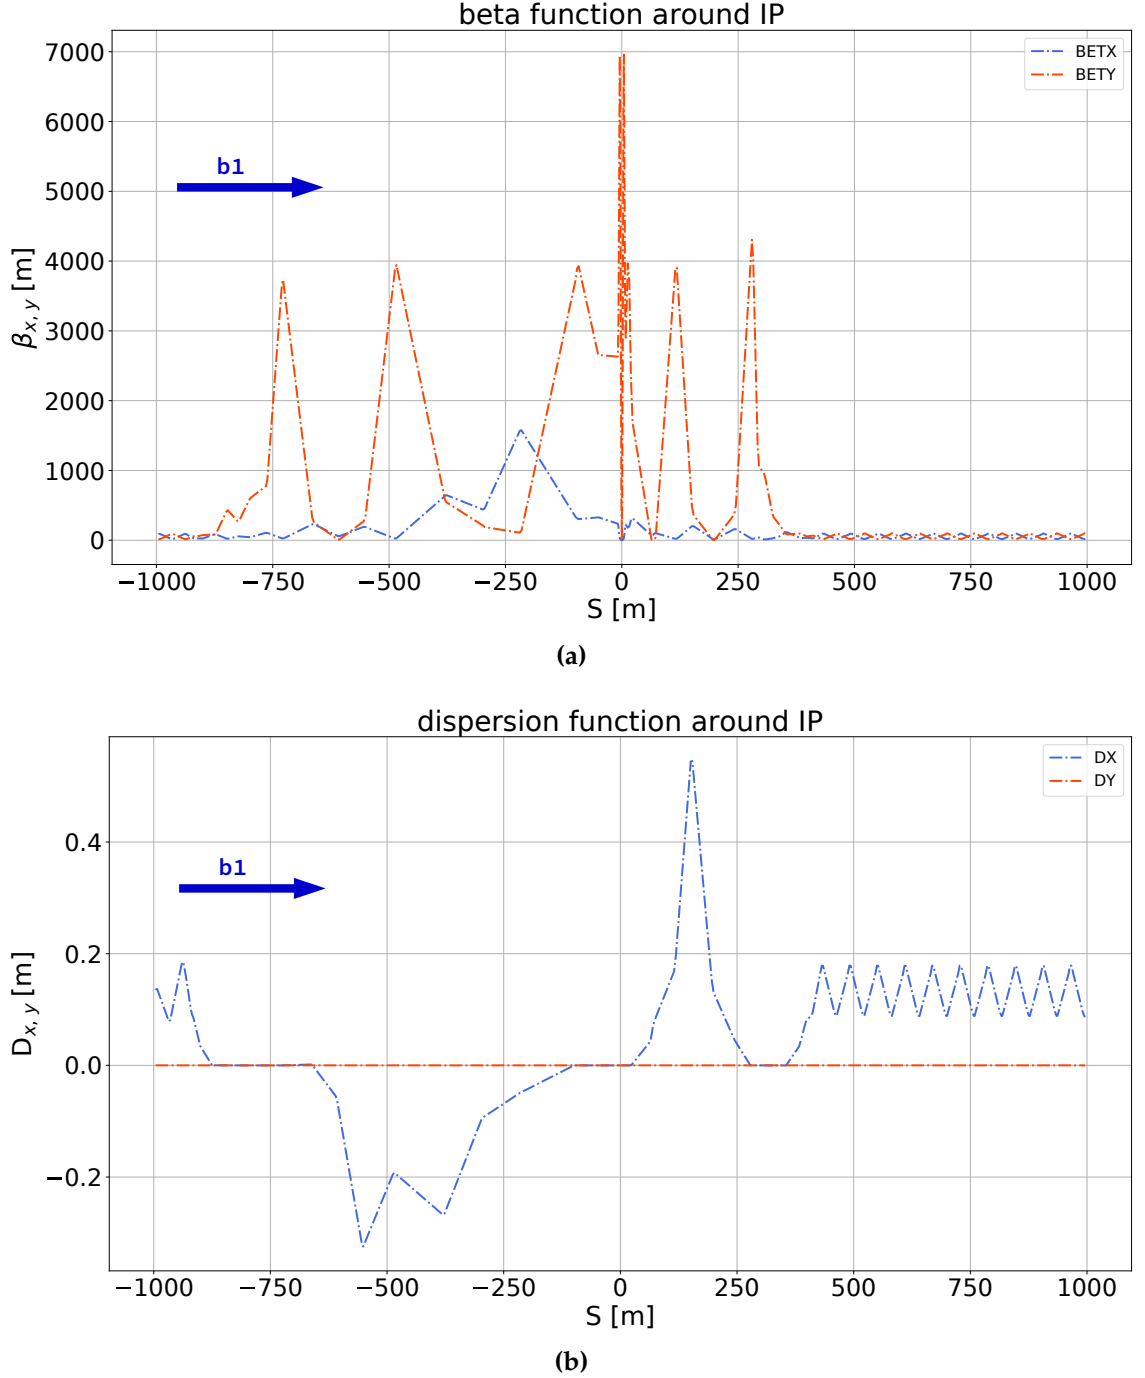 beta function around IP
7000
6000
5000
4000
3000
2000
1000
0
βx, y [m]
b1
BETX
BETY
−1000 −750 −500 −250 0 250 500 750 1000
S [m]
(a)
dispersion function around IP
0.4
0.2
0.0
−0.2
Dx, y [m]
b1
DX
DY
−1000 −750 −500 −250 0 250 500 750 1000
S [m]
(b)